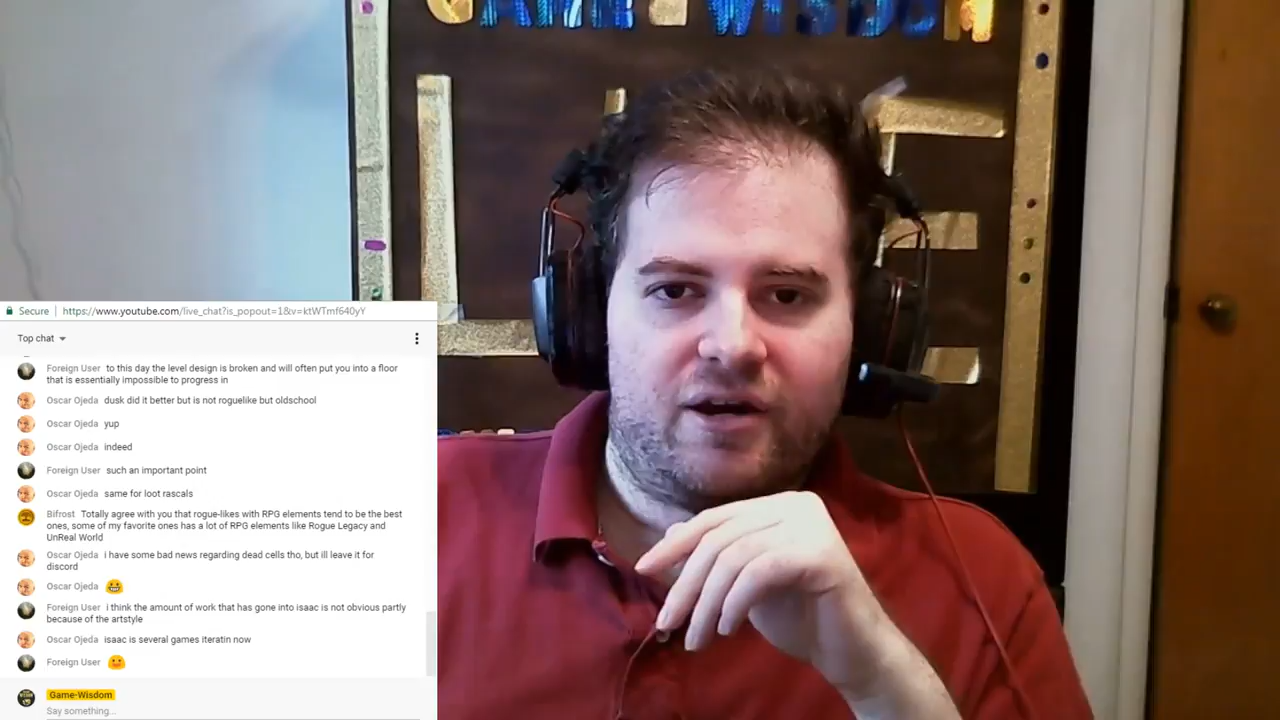 GAME WISDOM
LIVE
Secure https://www.youtube.com/live_chat?is_popout=1&v=ktWTmf640yY
Top chat
Foreign User to this day the level design is broken and will often put you into a floor
that is essentially impossible to progress in
Oscar Ojeda dusk did it better but is not roguelike but oldschool
Oscar Ojeda yup
Oscar Ojeda indeed
Foreign User such an important point
Oscar Ojeda same for loot rascals
Bifrost Totally agree with you that rogue-likes with RPG elements tend to be the best
ones, some of my favorite ones has a lot of RPG elements like Rogue Legacy and
UnReal World
Oscar Ojeda i have some bad news regarding dead cells tho, but ill leave it for
discord
Oscar Ojeda 😀
Foreign User i think the amount of work that has gone into isaac is not obvious partly
because of the artstyle
Oscar Ojeda isaac is several games iteratin now
Foreign User
Game-Wisdom
Say something...